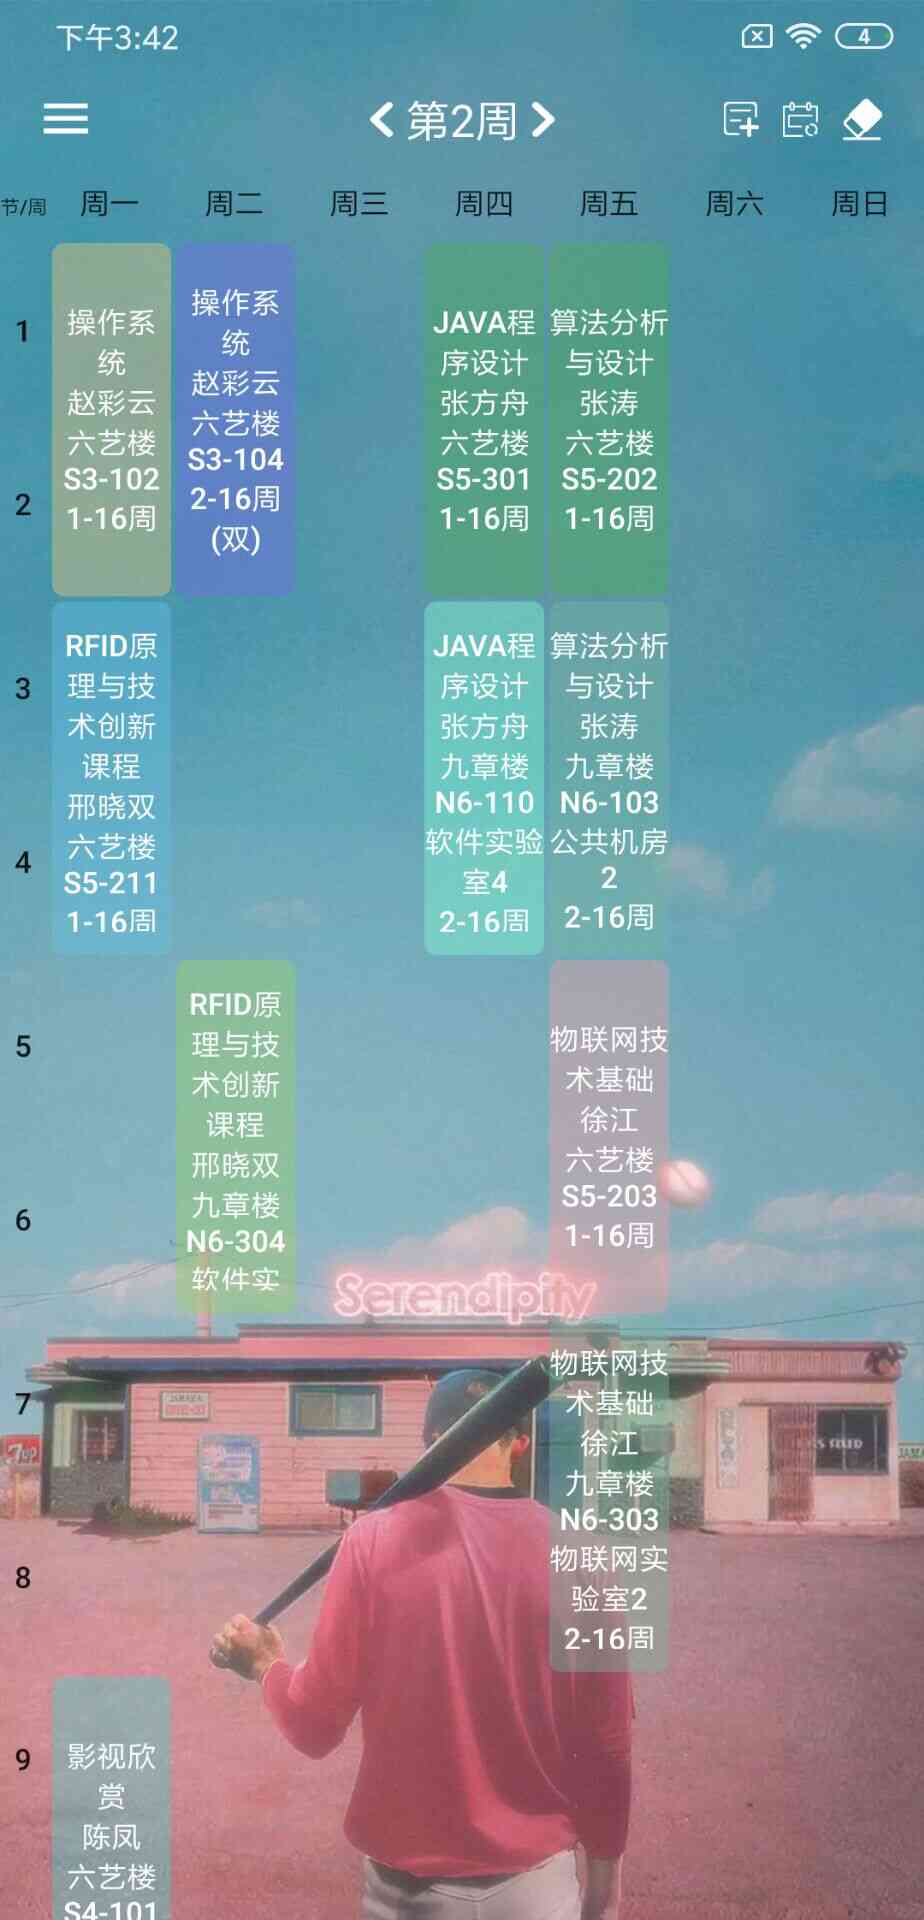 下午3:42
4
第2周
节/周 周一 周二 周三 周四 周五 周六 周日
1
2
3
4
5
6
7
8
9
操作系
统
赵彩云
六艺楼
S3-102
1-16周
RFID原
理与技
术创新
课程
邢晓双
六艺楼
S5-211
1-16周
影视欣
赏
陈凤
六艺楼
S4-101
操作系
统
赵彩云
六艺楼
S3-104
2-16周
(双)
RFID原
理与技
术创新
课程
邢晓双
九章楼
N6-304
软件实
JAVA程
序设计
张方舟
六艺楼
S5-301
1-16周
JAVA程
序设计
张方舟
九章楼
N6-110
软件实验
室4
2-16周
算法分析
与设计
张涛
六艺楼
S5-202
1-16周
算法分析
与设计
张涛
九章楼
N6-103
公共机房
2
2-16周
物联网技
术基础
徐江
六艺楼
S5-203
1-16周
物联网技
术基础
徐江
九章楼
N6-303
物联网实
验室2
2-16周
Serendipity
JAMAICA
7up